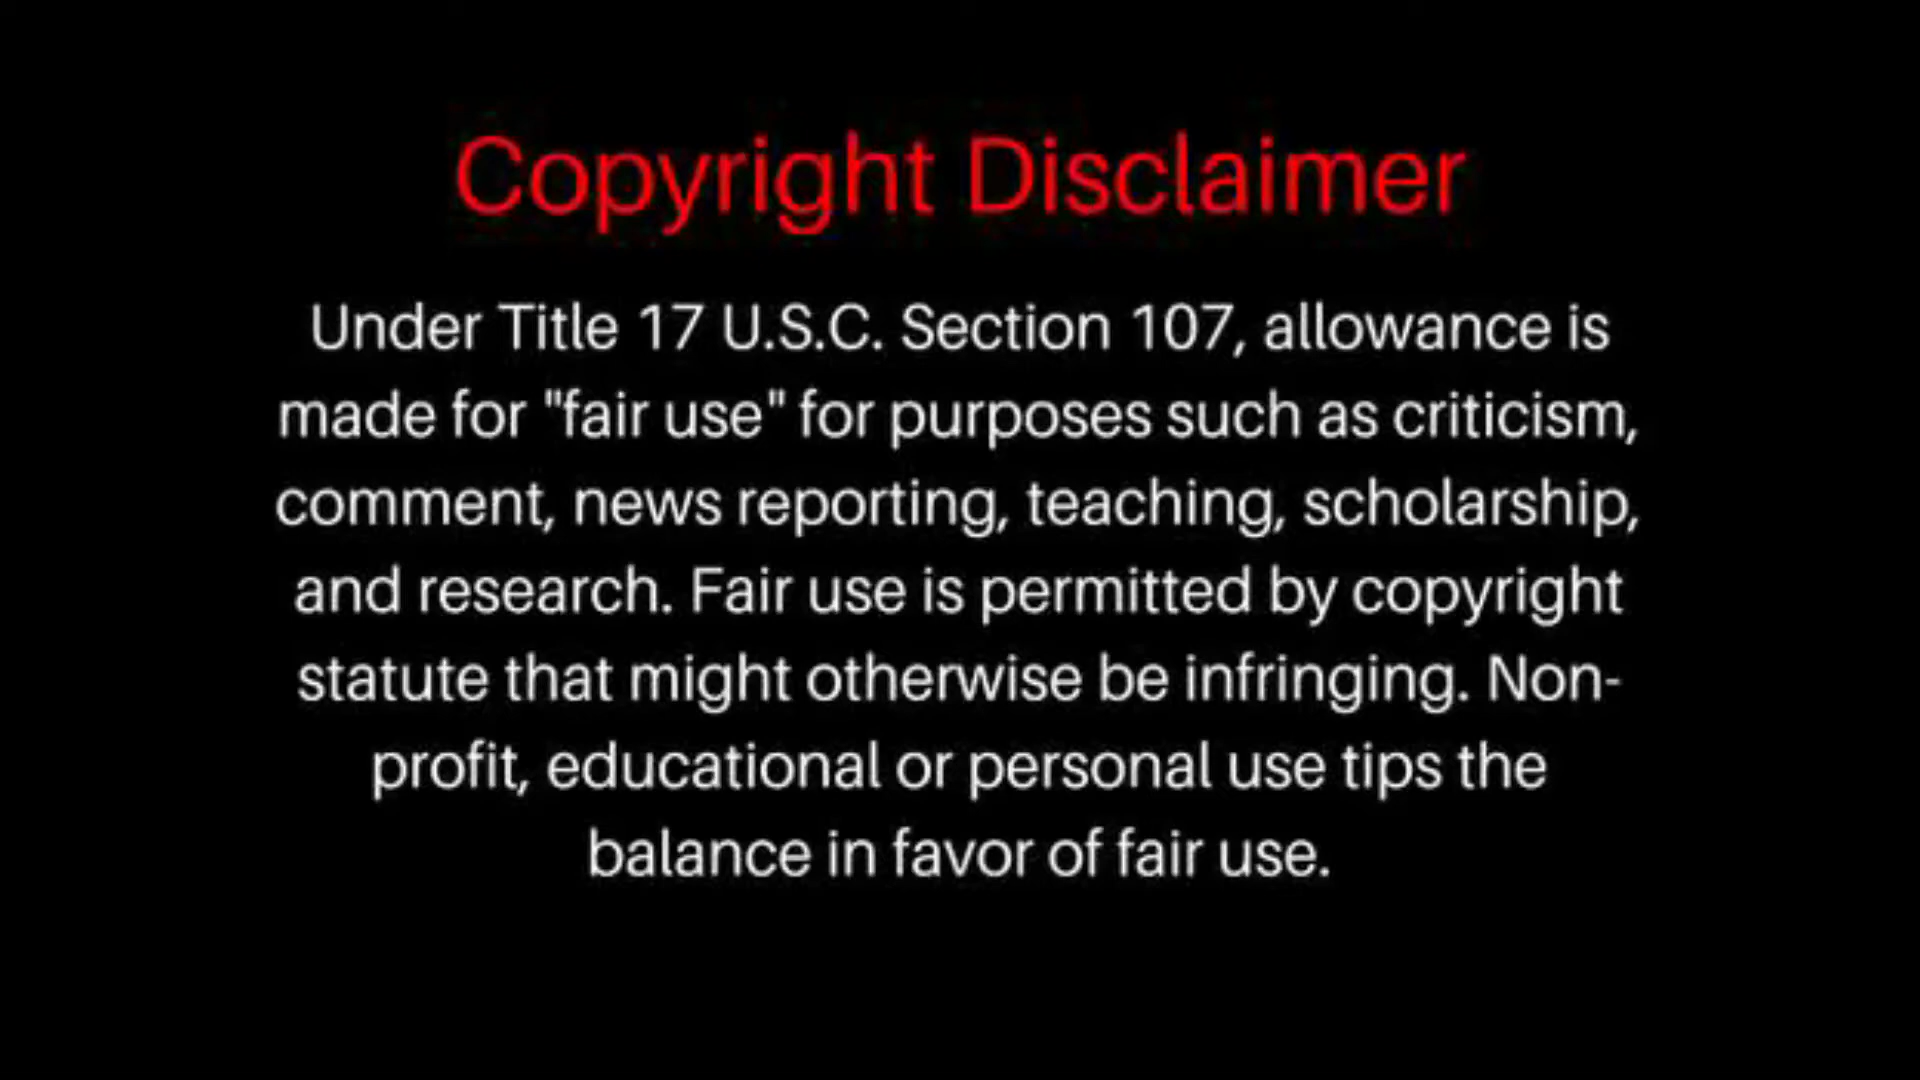 Copyright Disclaimer
Under Title 17 U.S.C. Section 107, allowance is
made for "fair use" for purposes such as criticism,
comment, news reporting, teaching, scholarship,
and research. Fair use is permitted by copyright
statute that might otherwise be infringing. Non-
profit, educational or personal use tips the
balance in favor of fair use.